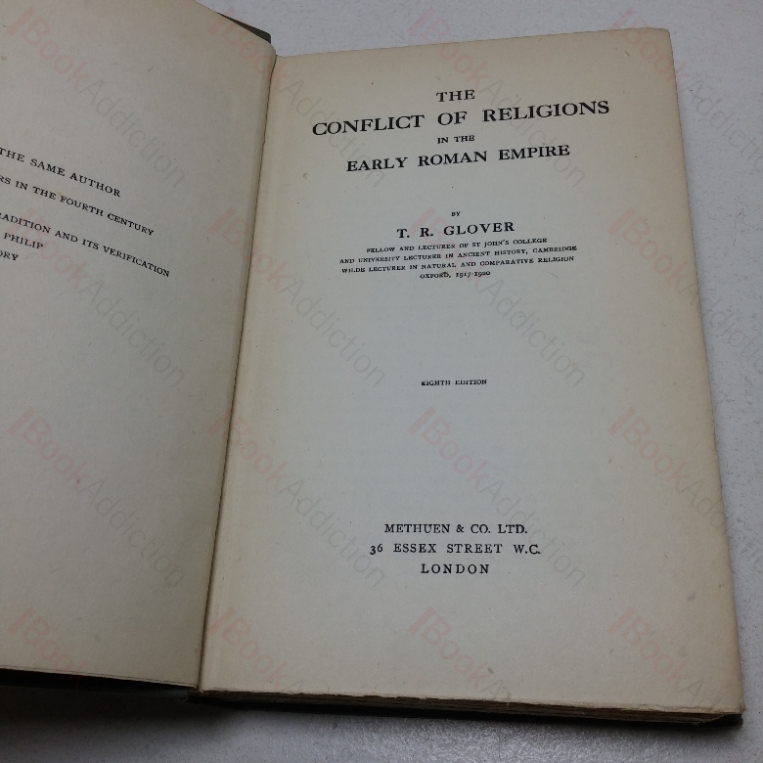 THE SAME AUTHOR
RS IN THE FOURTH CENTURY
RADITION AND ITS VERIFICATION
PHILIP
ORY
THE
CONFLICT OF RELIGIONS
IN THE
EARLY ROMAN EMPIRE
BY
T. R. GLOVER
FELLOW AND LECTURER OF ST JOHN'S COLLEGE
AND UNIVERSITY LECTURER IN ANCIENT HISTORY, CAMBRIDGE
WILDE LECTURER IN NATURAL AND COMPARATIVE RELIGION
OXFORD, 1917-1920
EIGHTH EDITION
METHUEN & CO. LTD.
36 ESSEX STREET W.C.
LONDON
BookAddiction